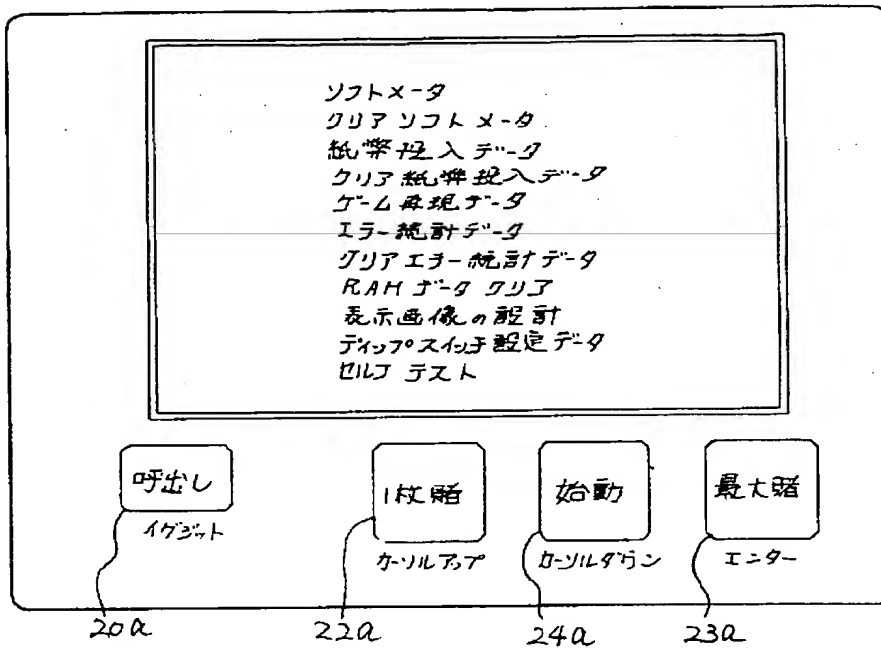 ソフトメータ
クリア ソフト メータ
紙幣投入データ
クリア 紙幣投入データ
ゲーム再現データ
エラー統計データ
クリアエラー統計データ
RAMデータ クリア
表示画像の設計
ディップスイッチ設定データ
セルフ テスト
呼出し 1枚賭 始動 最大賭
イグジット カーソルアップ カーソルダウン エンター
20a 22a 24a 23a